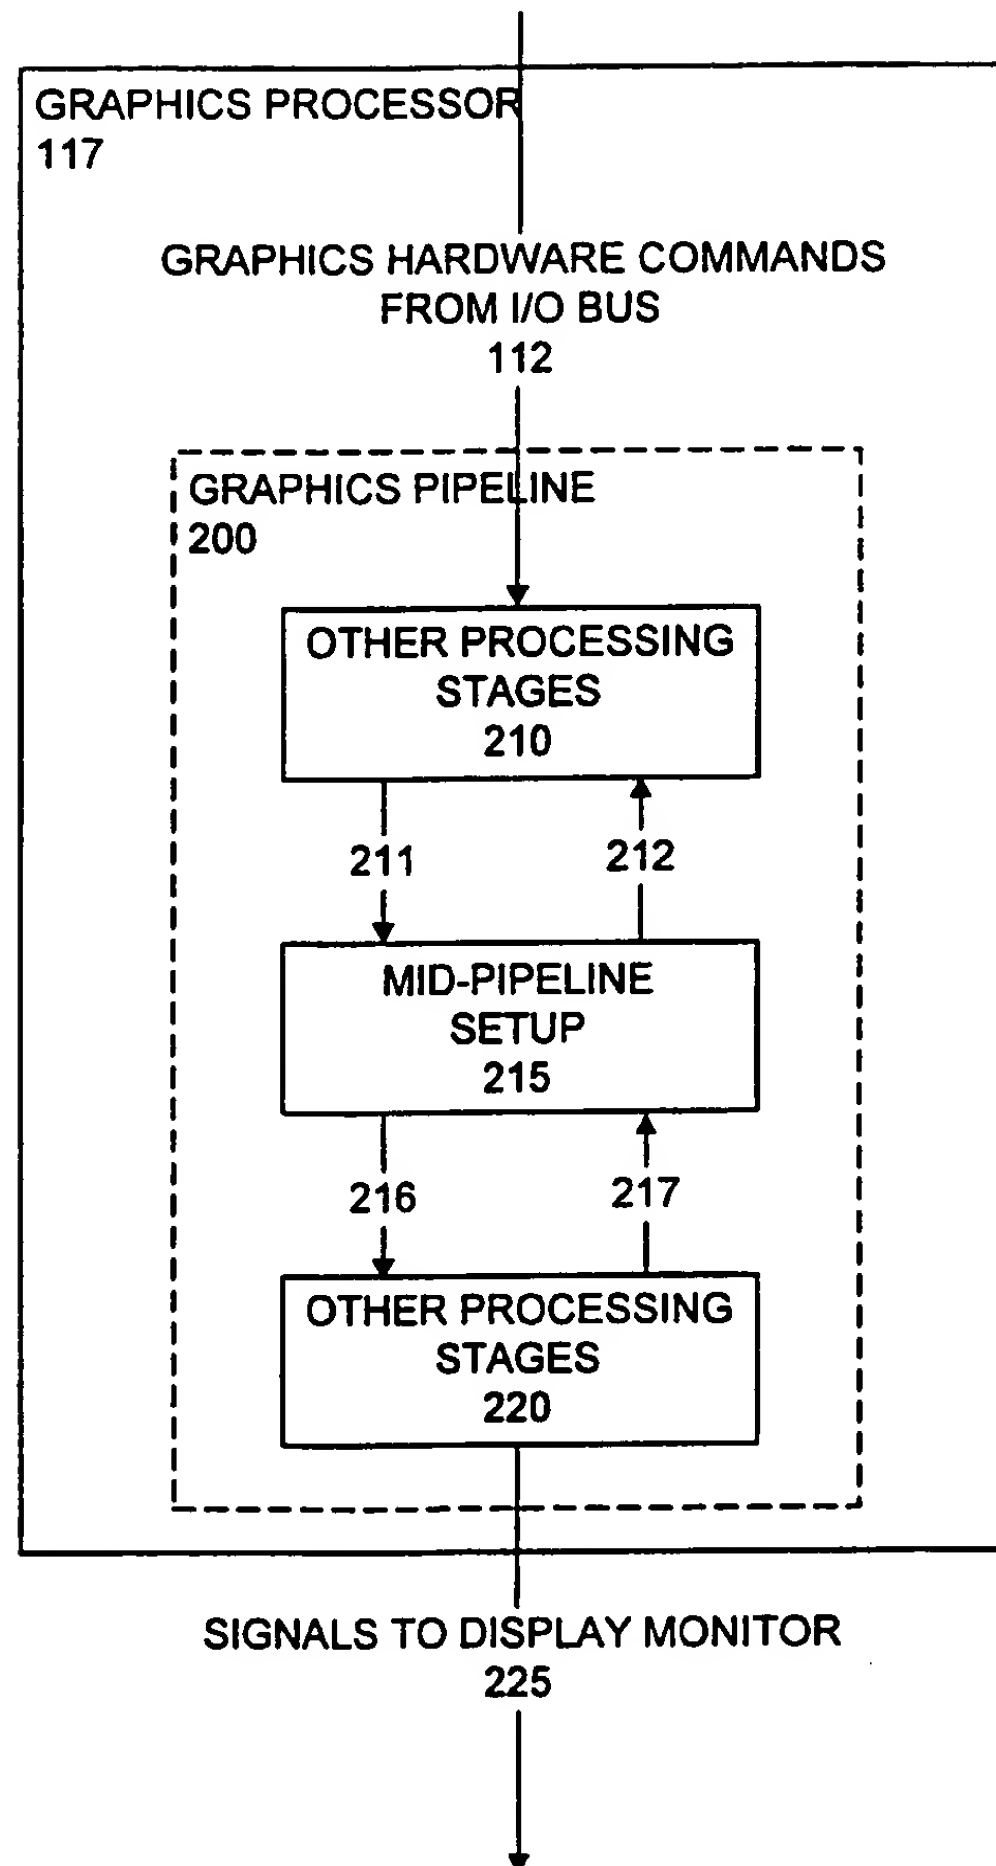 GRAPHICS PROCESSOR
117
GRAPHICS HARDWARE COMMANDS
FROM I/O BUS
112
GRAPHICS PIPELINE
200
OTHER PROCESSING
STAGES
210
211
212
MID-PIPELINE
SETUP
215
216
217
OTHER PROCESSING
STAGES
220
SIGNALS TO DISPLAY MONITOR
225